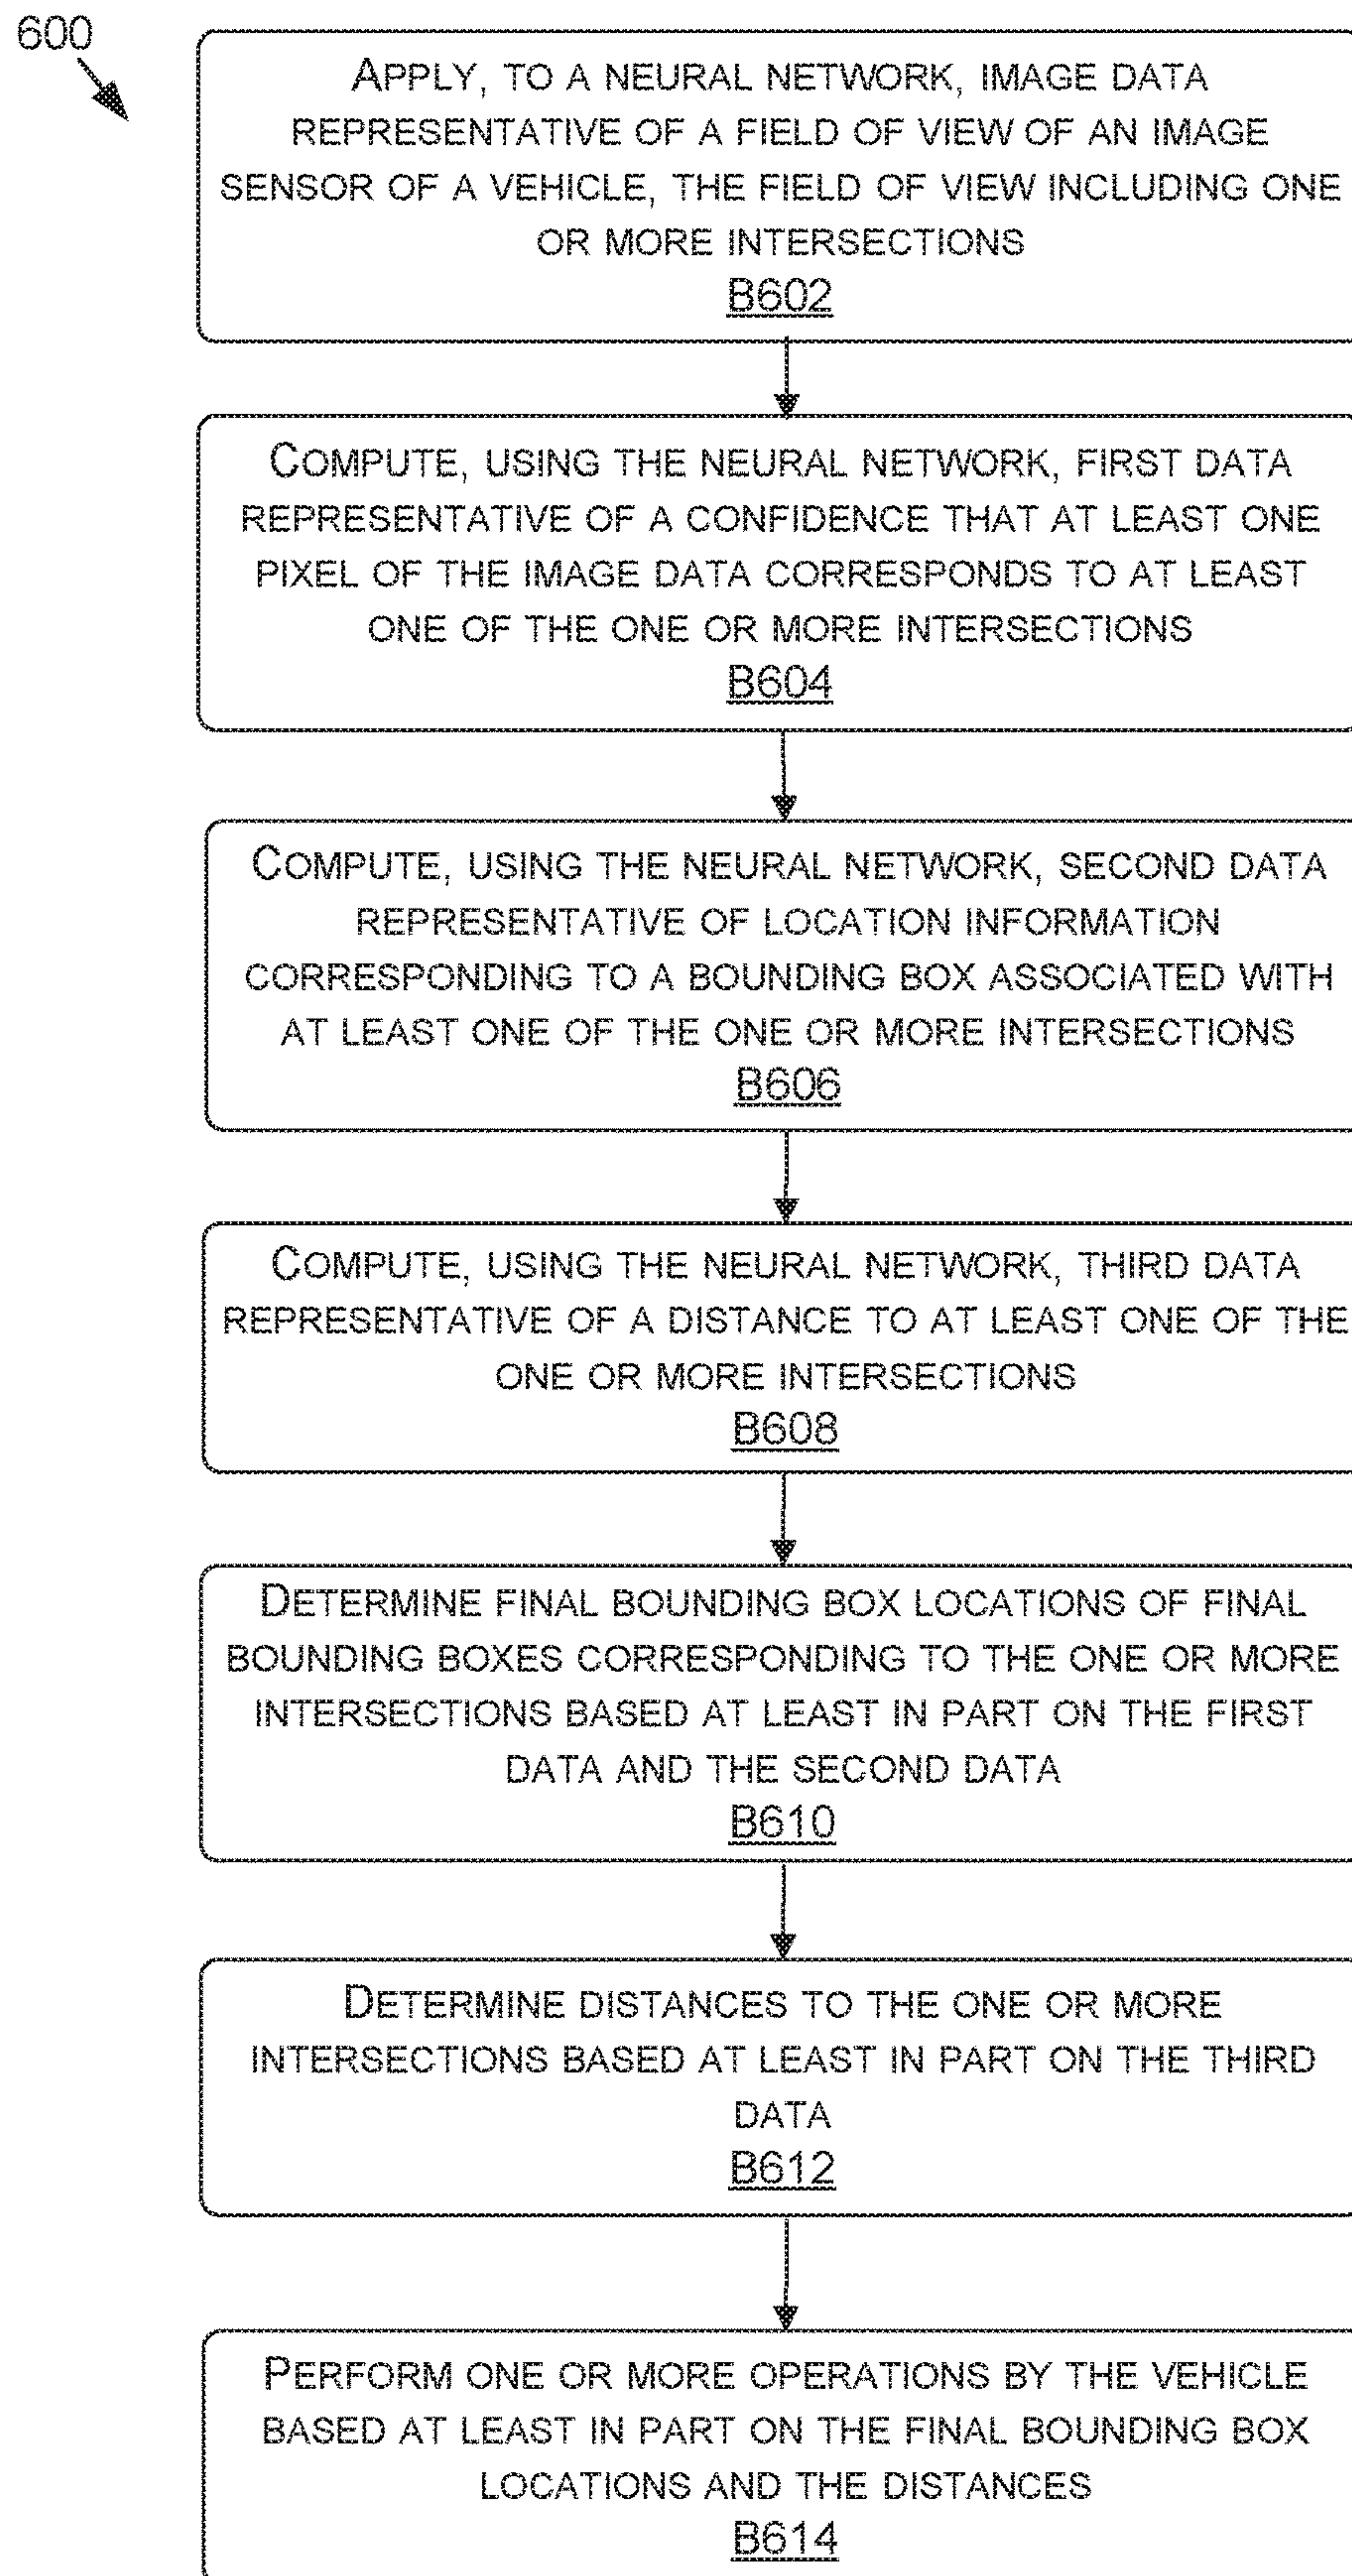 600
APPLY, TO A NEURAL NETWORK, IMAGE DATA
REPRESENTATIVE OF A FIELD OF VIEW OF AN IMAGE
SENSOR OF A VEHICLE, THE FIELD OF VIEW INCLUDING ONE
OR MORE INTERSECTIONS
B602
COMPUTE, USING THE NEURAL NETWORK, FIRST DATA
REPRESENTATIVE OF A CONFIDENCE THAT AT LEAST ONE
PIXEL OF THE IMAGE DATA CORRESPONDS TO AT LEAST
ONE OF THE ONE OR MORE INTERSECTIONS
B604
COMPUTE, USING THE NEURAL NETWORK, SECOND DATA
REPRESENTATIVE OF LOCATION INFORMATION
CORRESPONDING TO A BOUNDING BOX ASSOCIATED WITH
AT LEAST ONE OF THE ONE OR MORE INTERSECTIONS
B606
COMPUTE, USING THE NEURAL NETWORK, THIRD DATA
REPRESENTATIVE OF A DISTANCE TO AT LEAST ONE OF THE
ONE OR MORE INTERSECTIONS
B608
DETERMINE FINAL BOUNDING BOX LOCATIONS OF FINAL
BOUNDING BOXES CORRESPONDING TO THE ONE OR MORE
INTERSECTIONS BASED AT LEAST IN PART ON THE FIRST
DATA AND THE SECOND DATA
B610
DETERMINE DISTANCES TO THE ONE OR MORE
INTERSECTIONS BASED AT LEAST IN PART ON THE THIRD
DATA
B612
PERFORM ONE OR MORE OPERATIONS BY THE VEHICLE
BASED AT LEAST IN PART ON THE FINAL BOUNDING BOX
LOCATIONS AND THE DISTANCES
B614